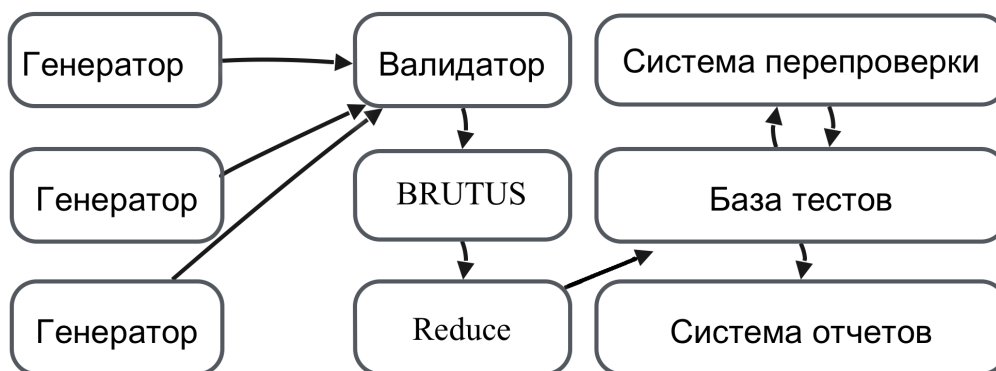 Генератор
Валидатор
Система перепроверки
Генератор
BRUTUS
База тестов
Генератор
Reduce
Система отчетов